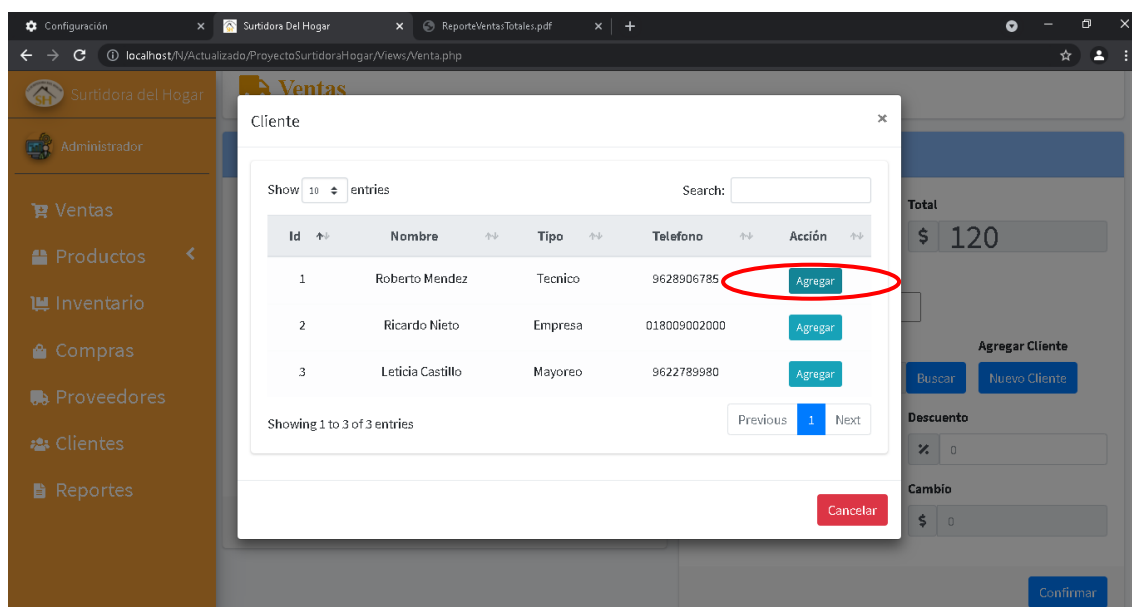 Configuración
Surtidora Del Hogar
ReporteVentasTotales.pdf
localhost/N/Actualizado/ProyectoSurtidoraHogar/Views/Venta.php
SH
Surtidora del Hogar
Administrador
Ventas
Productos
Inventario
Compras
Proveedores
Clientes
Reportes
Ventas
Cliente
Show 10 entries
Search:
Id Nombre Tipo Telefono Acción
1 Roberto Mendez Tecnico 9628906785 Agregar
2 Ricardo Nieto Empresa 018009002000 Agregar
3 Leticia Castillo Mayoreo 9622789980 Agregar
Showing 1 to 3 of 3 entries
Previous 1 Next
Cancelar
Total
$ 120
Agregar Cliente
Buscar Nuevo Cliente
Descuento
% 0
Cambio
$ 0
Confirmar